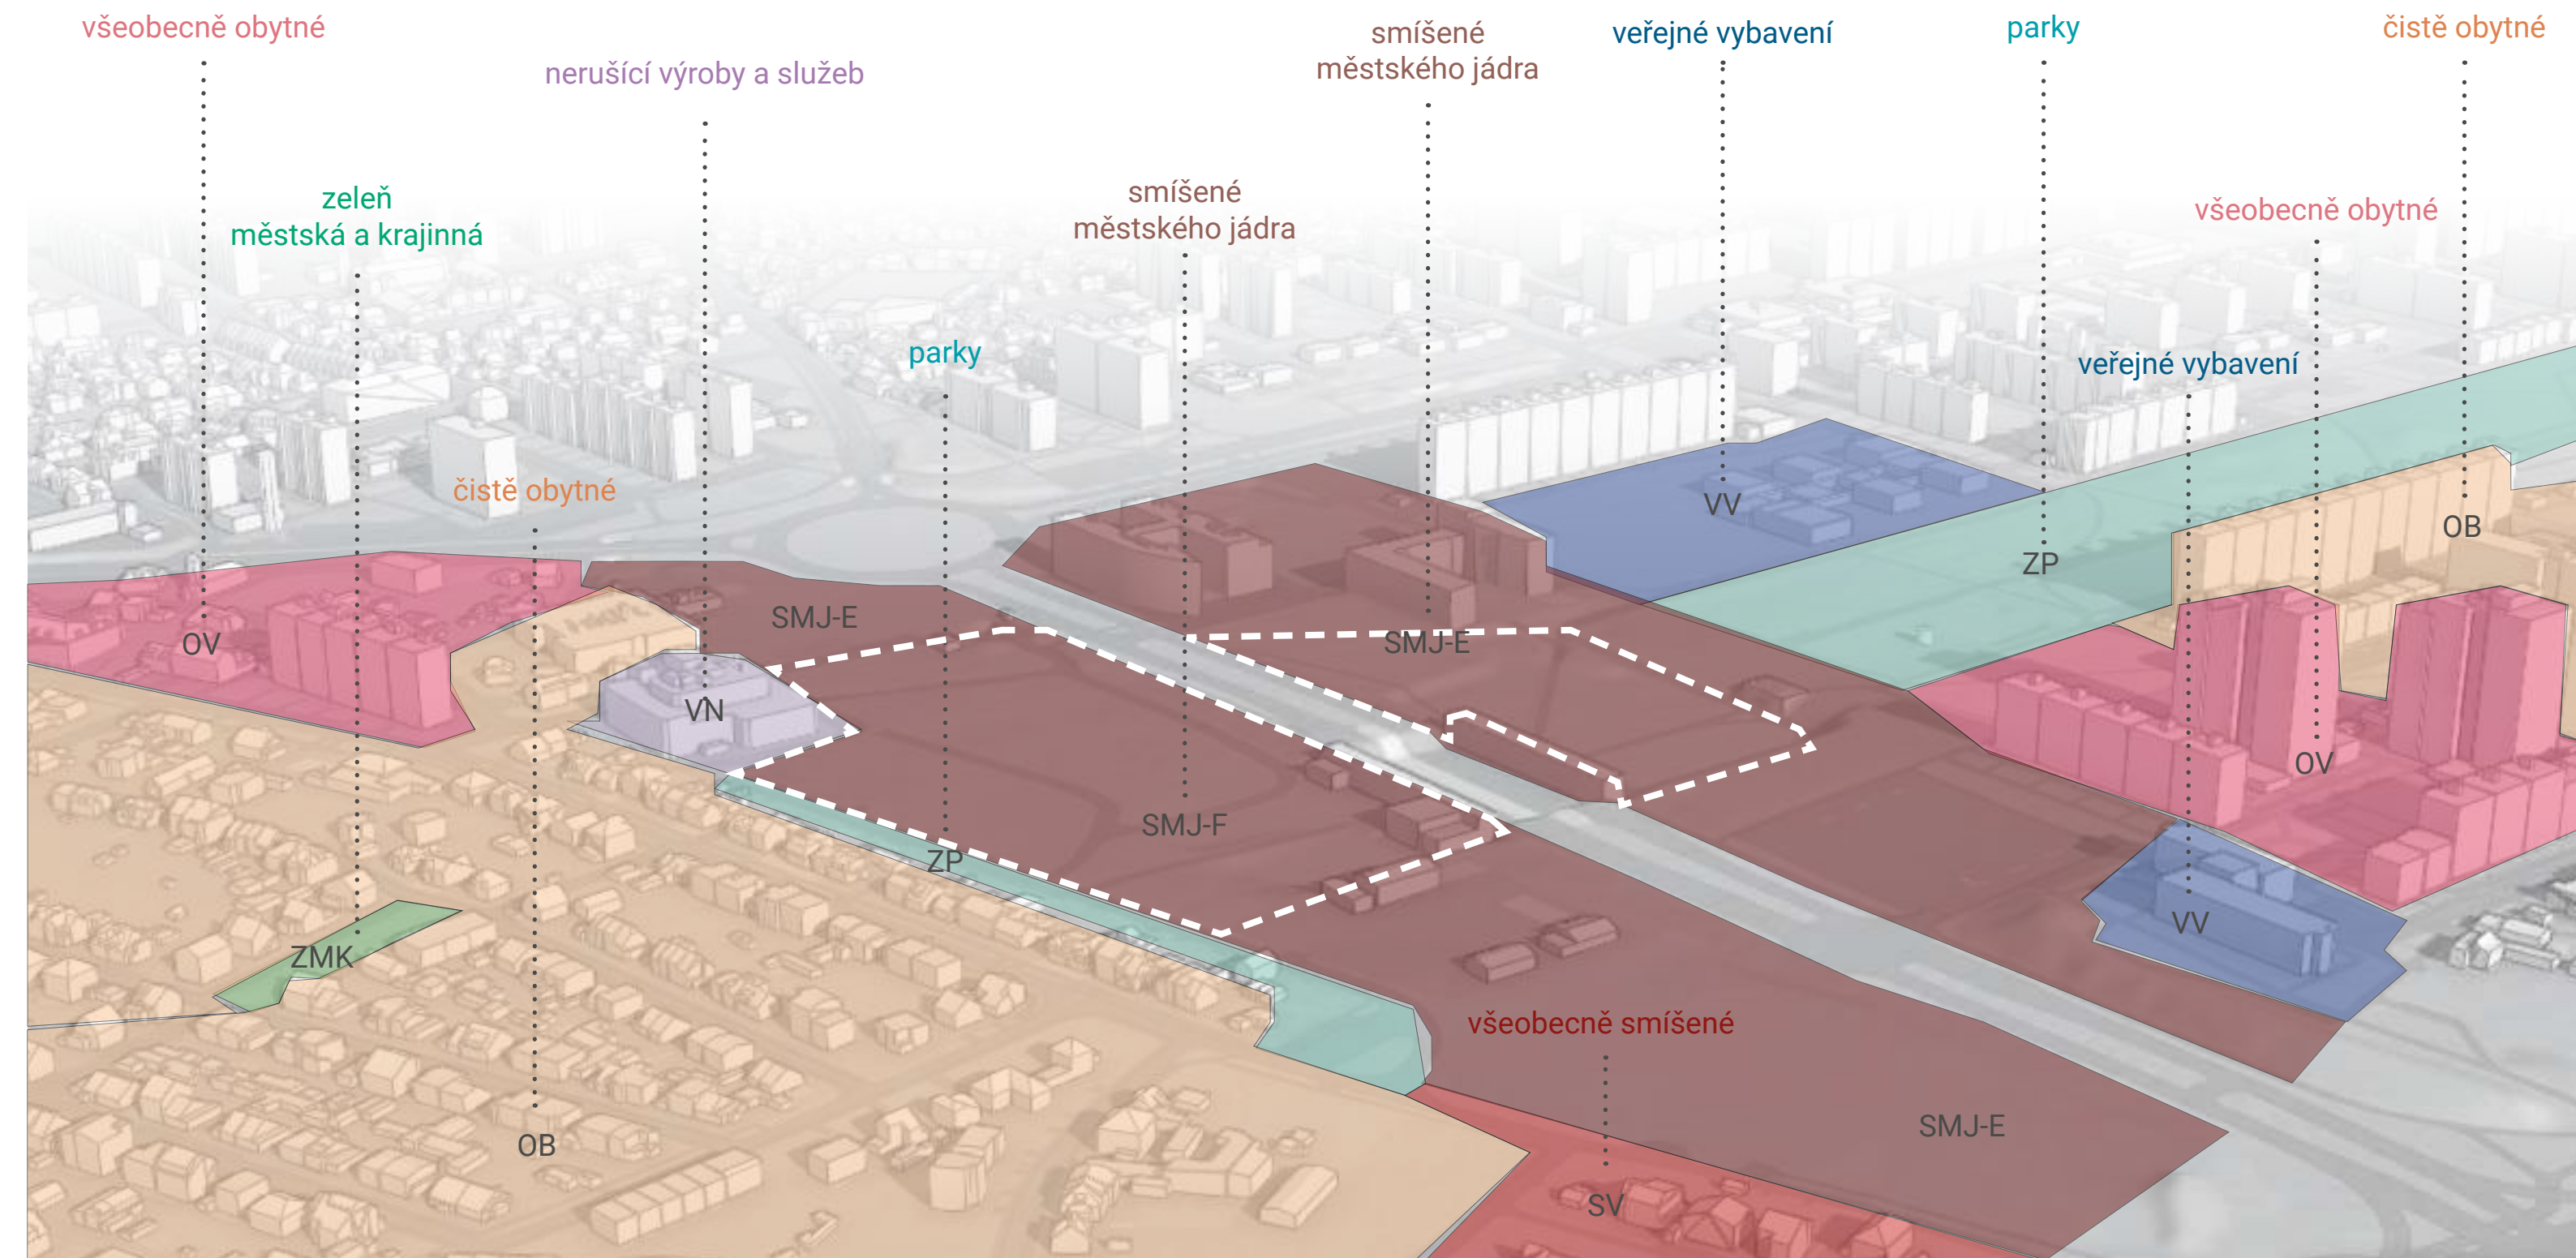 všeobecně obytné
nerušící výroby a služeb
smíšené
městského jádra
veřejné vybavení
parky
čistě obytné
zeleň
městská a krajinná
smíšené
městského jádra
všeobecně obytné
parky
veřejné vybavení
čistě obytné
VV
OB
ZP
SMJ-E
OV
SMJ-E
VN
OV
SMJ-F
ZP
VV
ZMK
všeobecně smíšené
SMJ-E
OB
SV